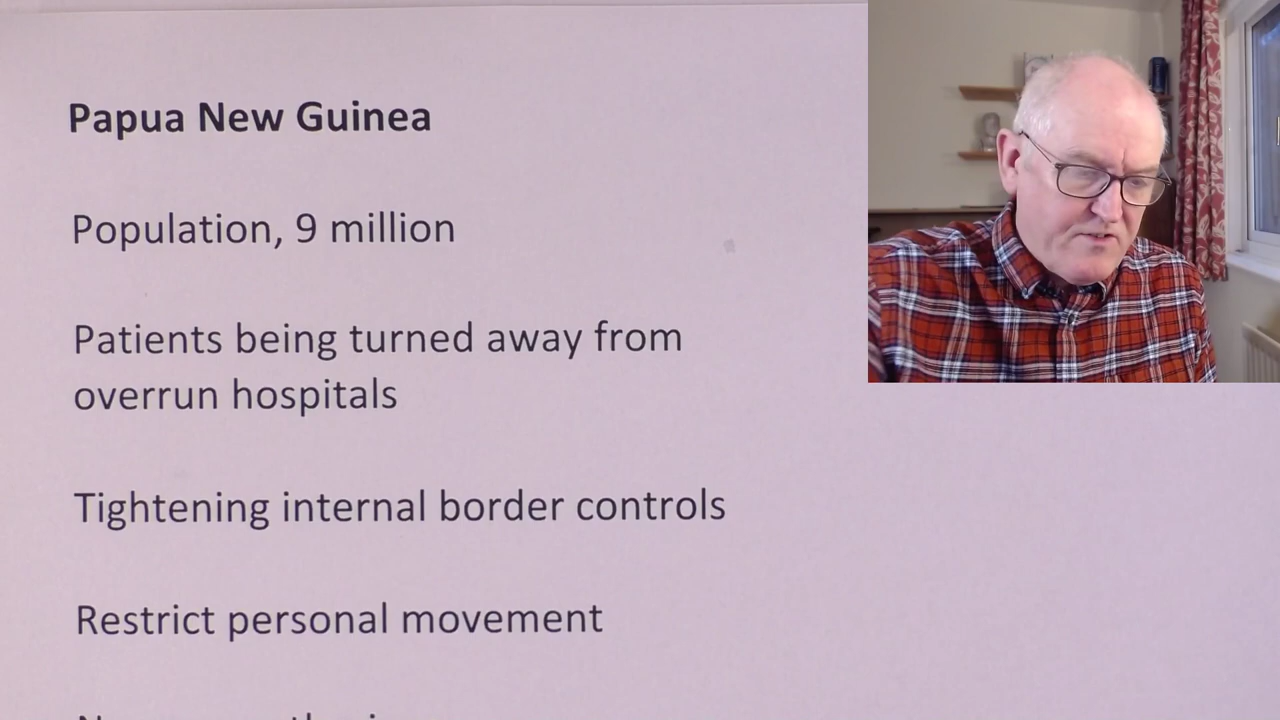 Papua New Guinea
Population, 9 million
Patients being turned away from
overrun hospitals
Tightening internal border controls
Restrict personal movement